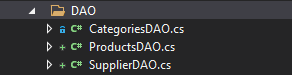 DAO
C# CategoriesDAO.cs
+ C# ProductsDAO.cs
+ C# SupplierDAO.cs